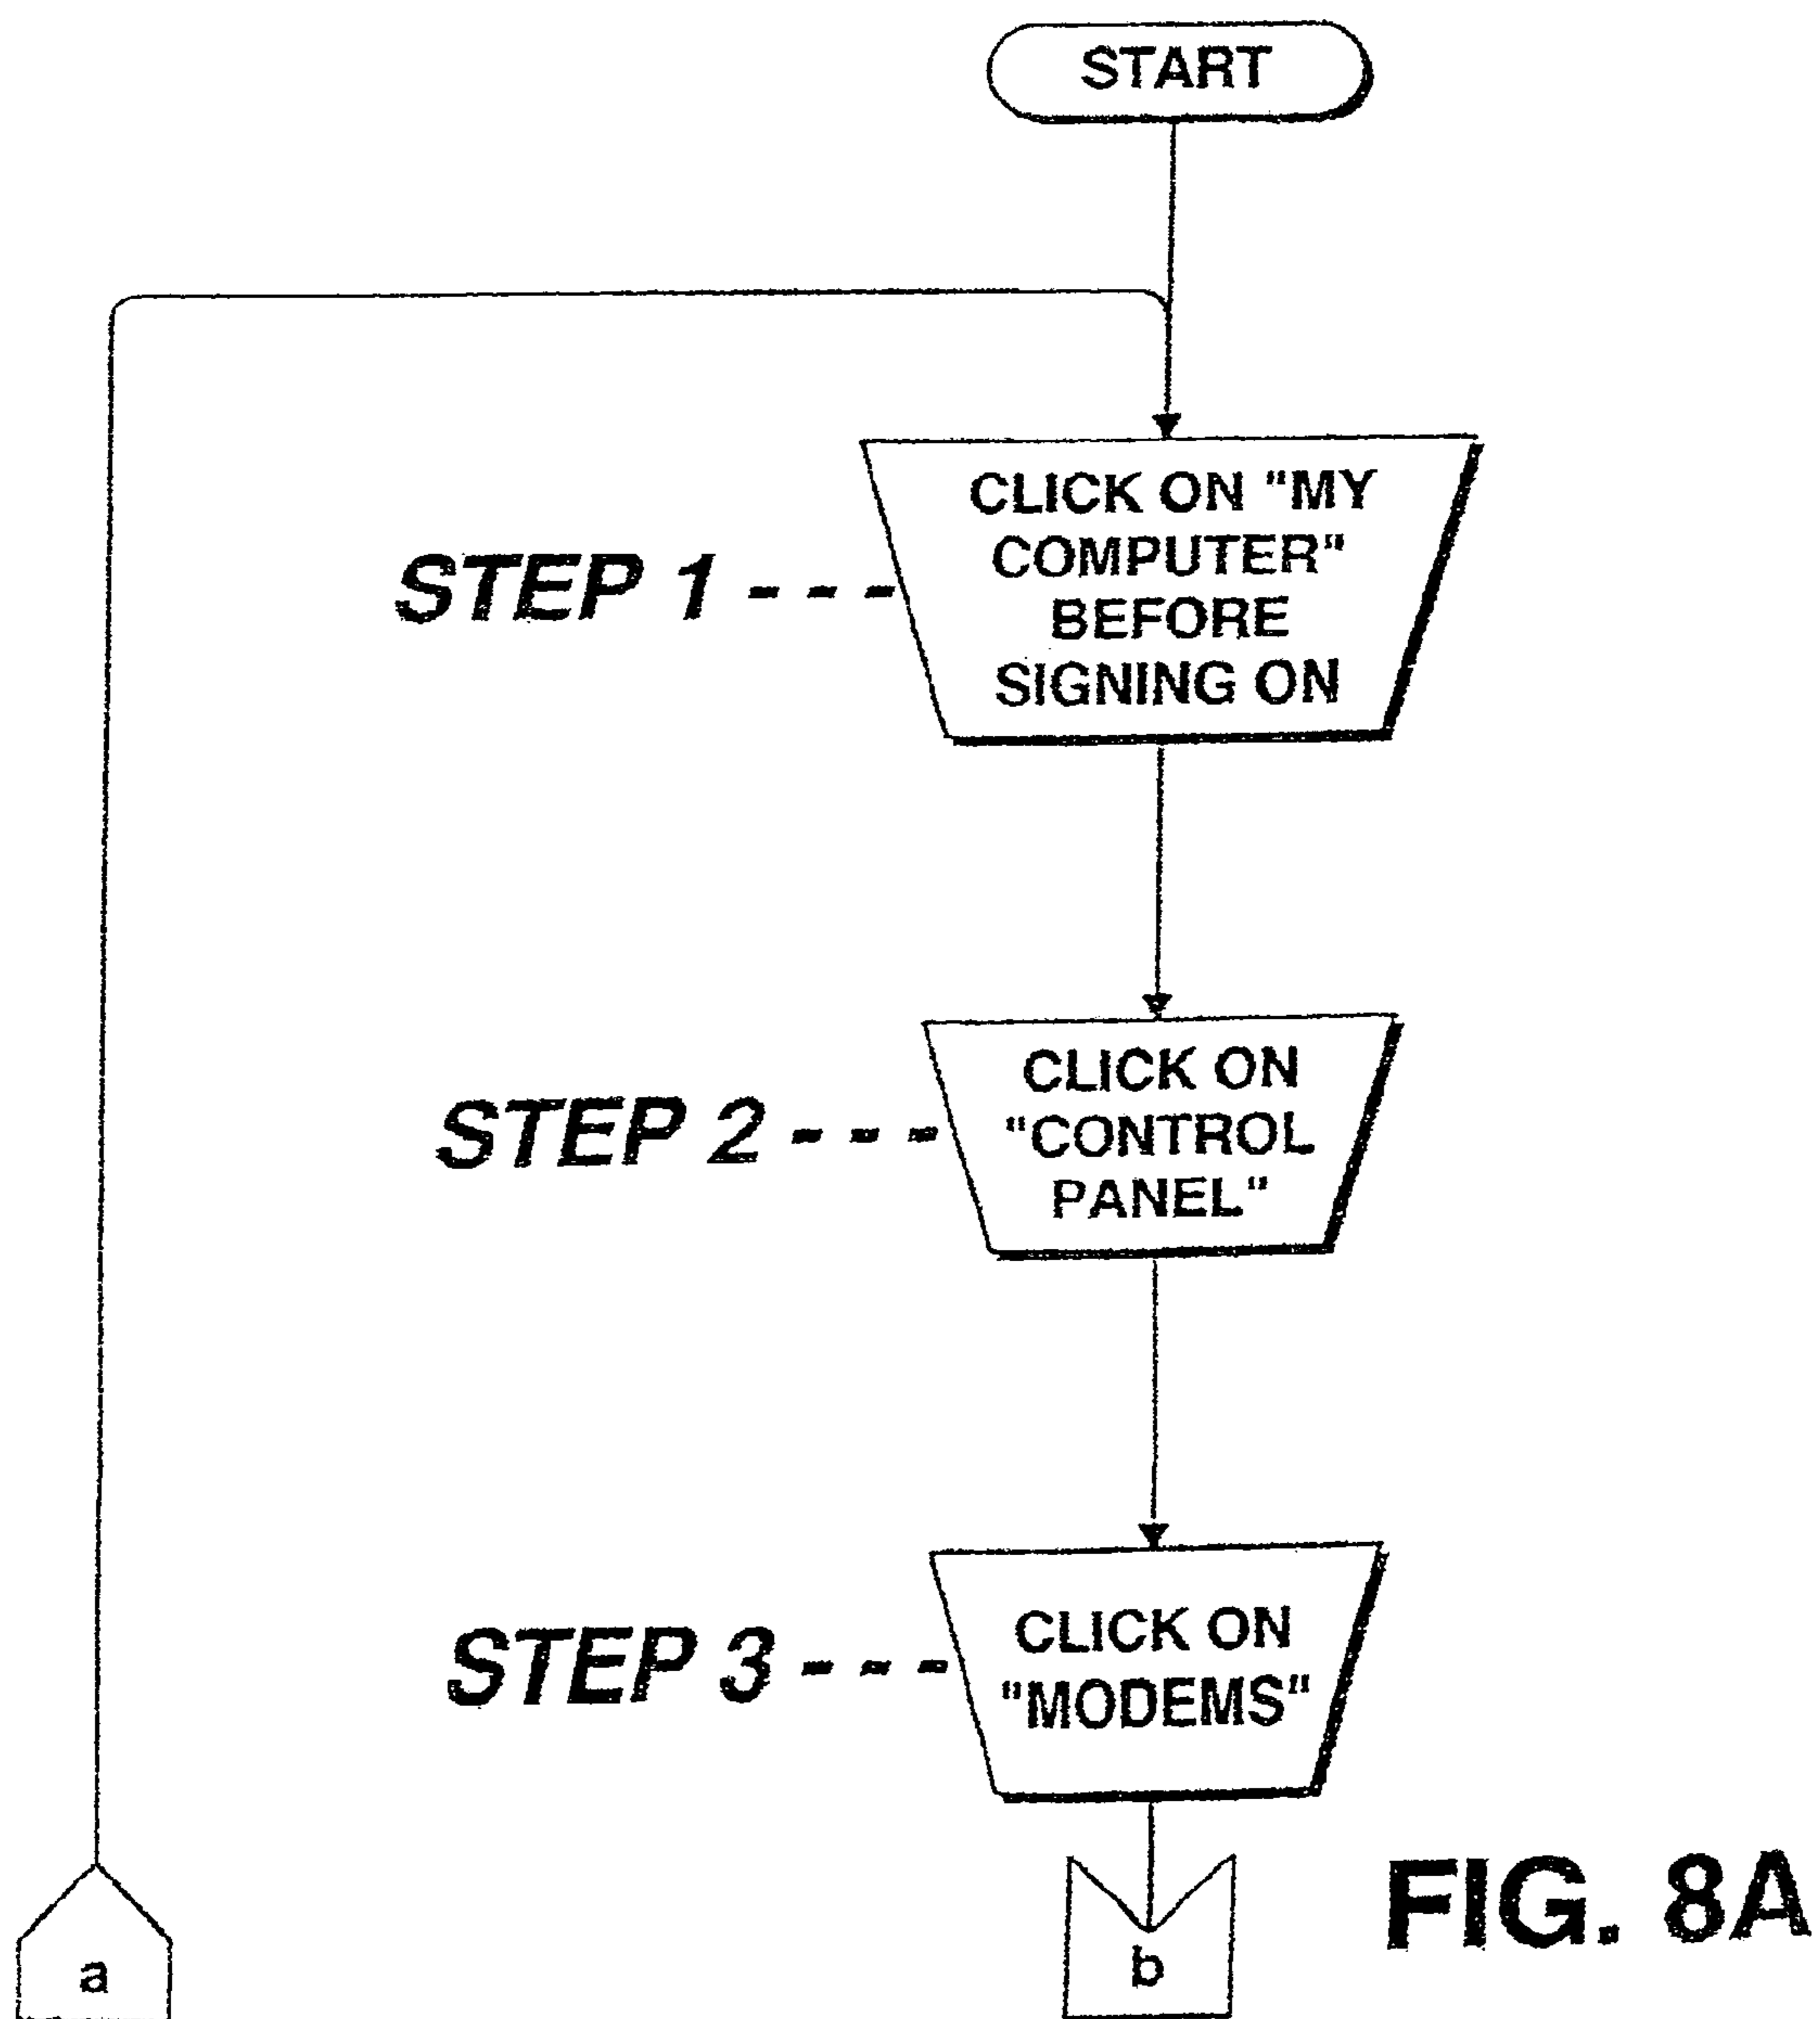 START
CLICK ON "MY
COMPUTER"
BEFORE
SIGNING ON
STEP 1 - - -
CLICK ON
"CONTROL
PANEL"
STEP 2 - - -
CLICK ON
"MODEMS"
STEP 3 - - -
a
b
FIG. 8A